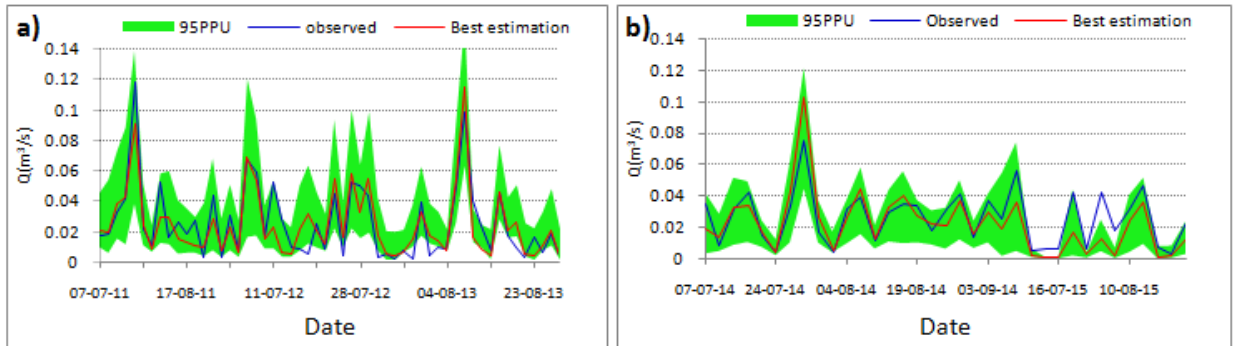 a)
95PPU observed Best estimation
0.14
0.12
0.1
0.08
0.06
0.04
0.02
0
Q(m³/s)
07-07-11 17-08-11 11-07-12 28-07-12 04-08-13 23-08-13
Date
b)
95PPU Observed Best estimation
0.14
0.12
0.1
0.08
0.06
0.04
0.02
0
Q(m³/s)
07-07-14 24-07-14 04-08-14 19-08-14 03-09-14 16-07-15 10-08-15
Date